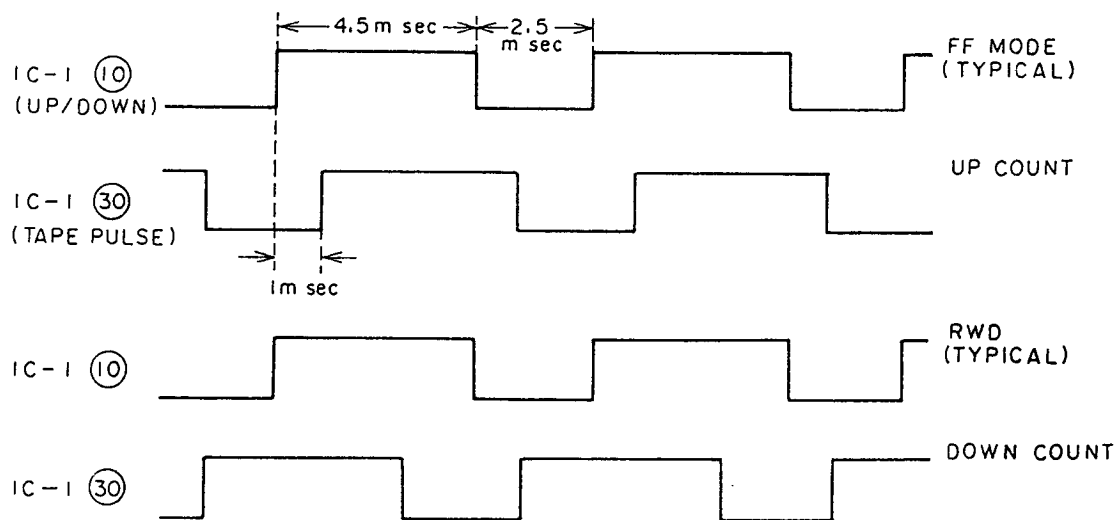 4.5 m sec
2.5
m sec
FF MODE
(TYPICAL)
IC-1 10
(UP/DOWN)
UP COUNT
IC-1 30
(TAPE PULSE)
1m sec
RWD
(TYPICAL)
IC-1 10
DOWN COUNT
IC-1 30